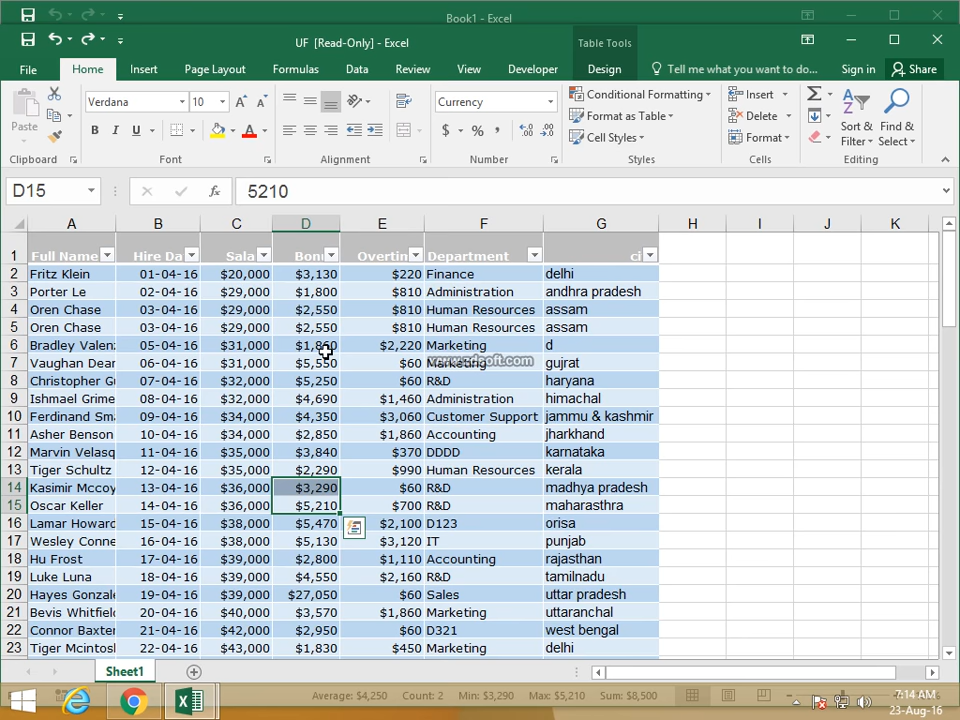 Book1 - Excel
UF [Read-Only] - Excel
Table Tools
File Home Insert Page Layout Formulas Data Review View Developer Design Tell me what you want to do... Sign in Share
Paste
Verdana 10
B I U A
Currency
$ % ,
Conditional Formatting
Format as Table
Cell Styles
Insert
Delete
Format
Sort & Filter
Find & Select
Clipboard Font Alignment Number Styles Cells Editing
D15 fx 5210
A B C D E F G H I J K
1 Full Name Hire Da Sala Bon Overtin Department ci
2 Fritz Klein 01-04-16 $20,000 $3,130 $220 Finance delhi
3 Porter Le 02-04-16 $29,000 $1,800 $810 Administration andhra pradesh
4 Oren Chase 03-04-16 $29,000 $2,550 $810 Human Resources assam
5 Oren Chase 03-04-16 $29,000 $2,550 $810 Human Resources assam
6 Bradley Valen 05-04-16 $31,000 $2,220 Marketing d
7 Vaughan Dear 06-04-16 $31,000 $5,550 $60 Marketing gujrat
8 Christopher G 07-04-16 $32,000 $5,250 $60 R&D haryana
9 Ishmael Grime 08-04-16 $32,000 $4,690 $1,460 Administration himachal
10 Ferdinand Sm 09-04-16 $34,000 $4,350 $3,060 Customer Support jammu & kashmir
11 Asher Benson 10-04-16 $34,000 $2,850 $1,860 Accounting jharkhand
12 Marvin Velasq 11-04-16 $35,000 $3,840 $370 DDDD karnataka
13 Tiger Schultz 12-04-16 $35,000 $2,290 $990 Human Resources kerala
14 Kasimir Mccoy 13-04-16 $36,000 $3,290 $60 R&D madhya pradesh
15 Oscar Keller 14-04-16 $36,000 $5,210 $700 R&D maharasthra
16 Lamar Howard 15-04-16 $38,000 $5,470 $2,100 D123 orisa
17 Wesley Conne 16-04-16 $38,000 $5,130 $3,120 IT punjab
18 Hu Frost 17-04-16 $39,000 $2,800 $1,110 Accounting rajasthan
19 Luke Luna 18-04-16 $39,000 $4,550 $2,160 R&D tamilnadu
20 Hayes Gonzale 19-04-16 $39,000 $27,050 $60 Sales uttar pradesh
21 Bevis Whitfield 20-04-16 $40,000 $3,570 $1,860 Marketing uttaranchal
22 Connor Baxter 21-04-16 $42,000 $2,950 $60 D321 west bengal
23 Tiger Mcintosh 22-04-16 $43,000 $1,830 $450 Marketing delhi
Sheet1
Average: $4,250 Count: 2 Min: $3,290 Max: $5,210 Sum: $8,500
7:14 AM
23-Aug-16